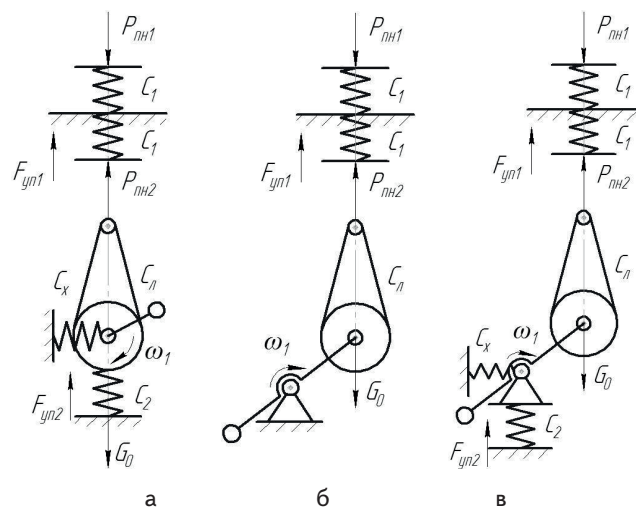 P_пн1 P_пн1 P_пн1
C_1 C_1 C_1
C_1 C_1 C_1
F_уп1 F_уп1 F_уп1
P_пн2 P_пн2 P_пн2
C_x C_л C_л C_л
ω_1 ω_1 C_x ω_1
F_уп2 C_2 G_0 G_0
G_0 F_уп2 C_2
а б в